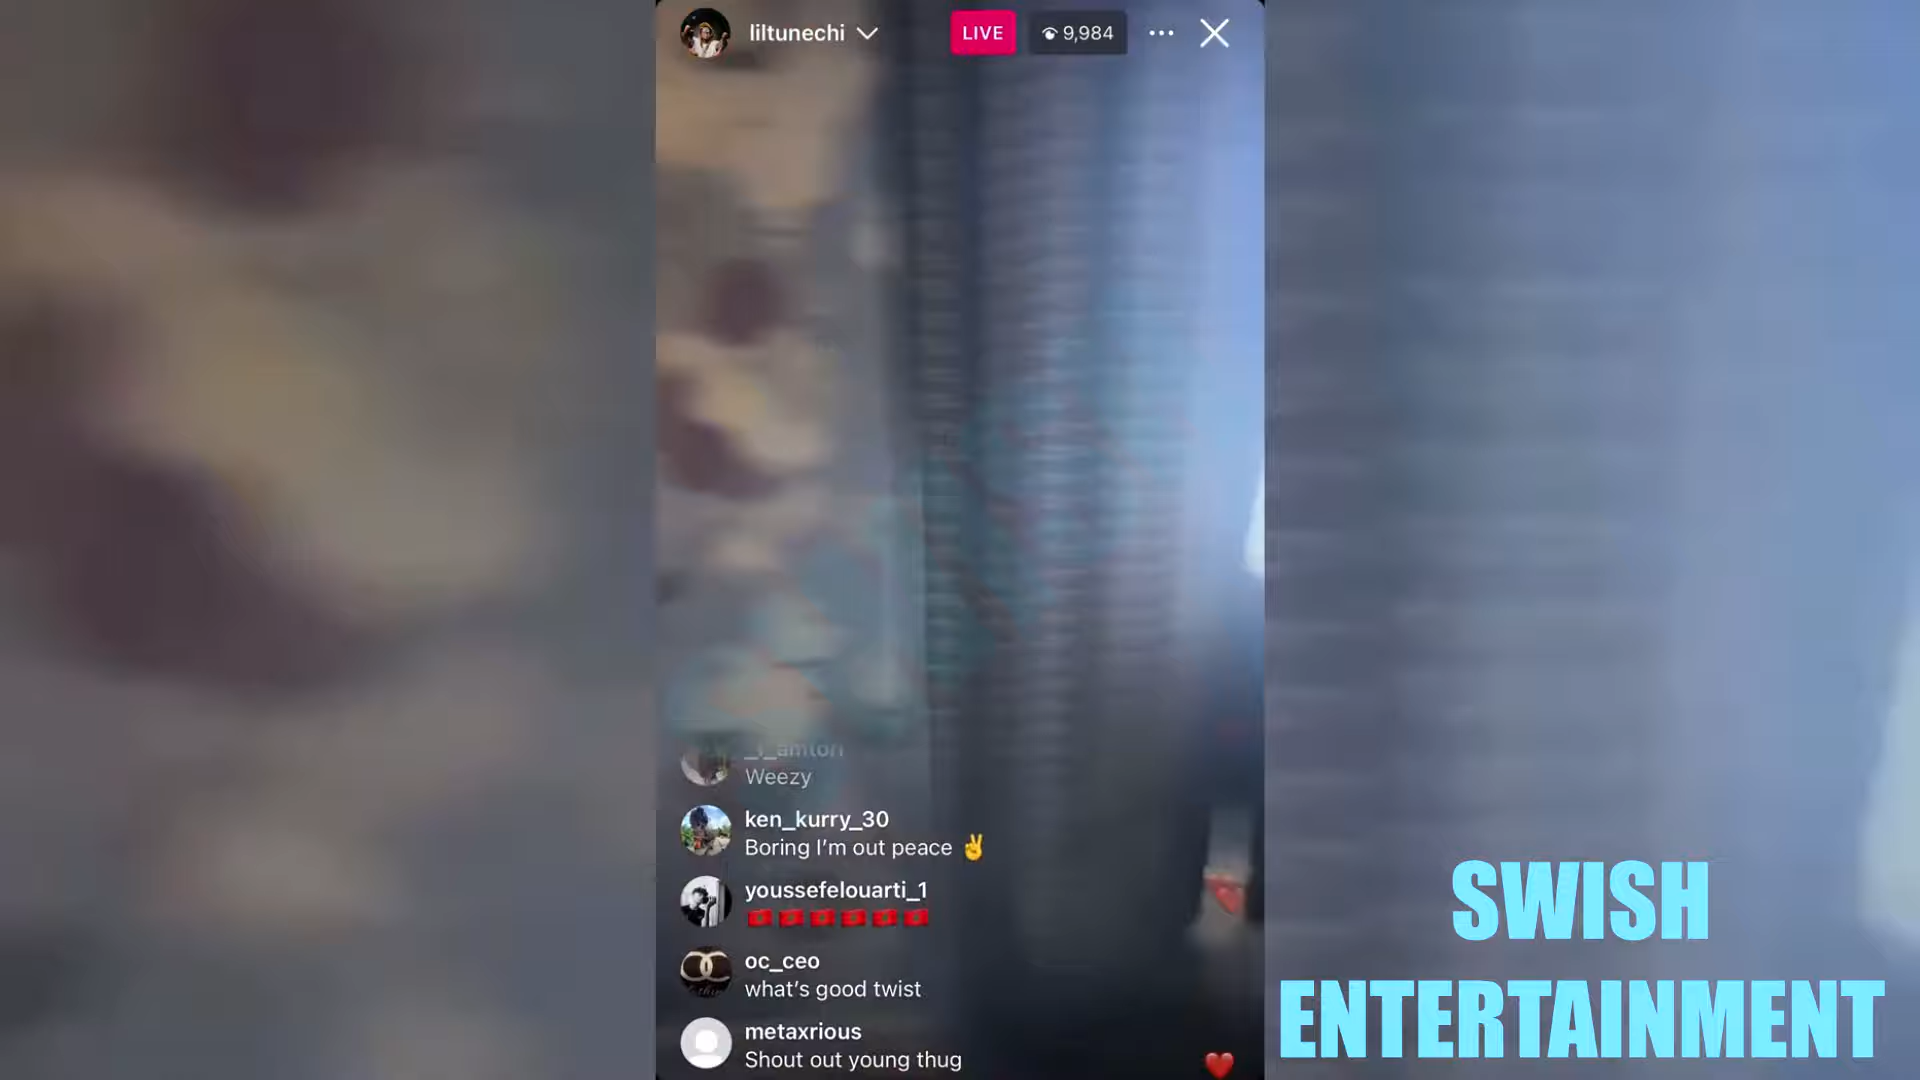 liltunechi
LIVE
9,984
Weezy
ken_kurry_30
Boring I’m out peace ✌️
youssefelouarti_1
🇲🇦🇲🇦🇲🇦🇲🇦🇲🇦🇲🇦
oc_ceo
what’s good twist
metaxrious
Shout out young thug
SWISH
ENTERTAINMENT